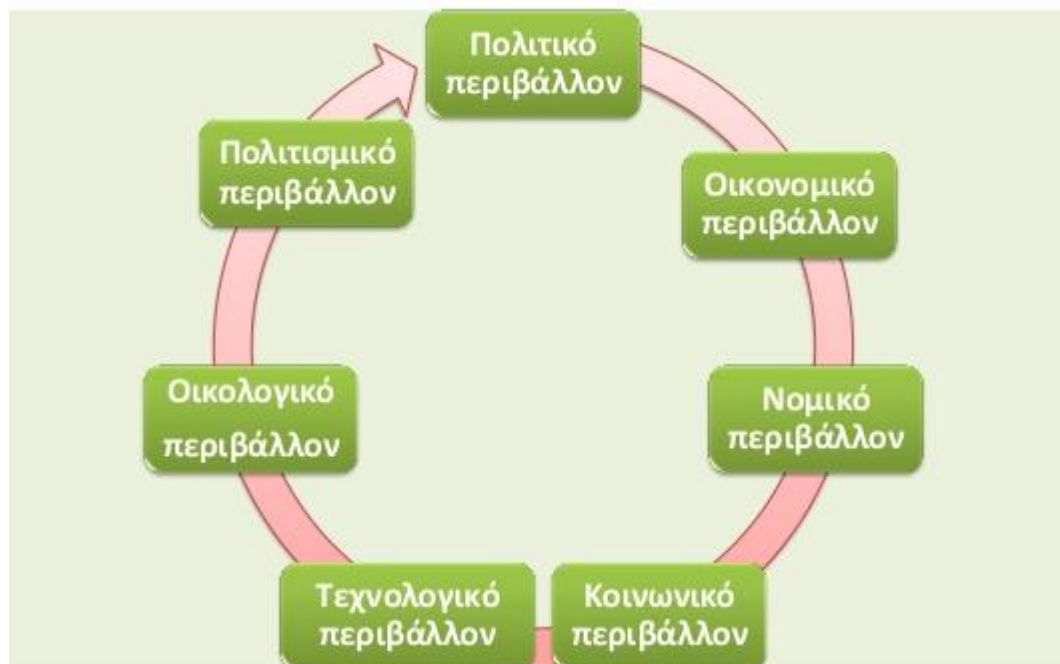 Πολιτικό
περιβάλλον
Οικονομικό
περιβάλλον
Νομικό
περιβάλλον
Κοινωνικό
περιβάλλον
Τεχνολογικό
περιβάλλον
Οικολογικό
περιβάλλον
Πολιτισμικό
περιβάλλον